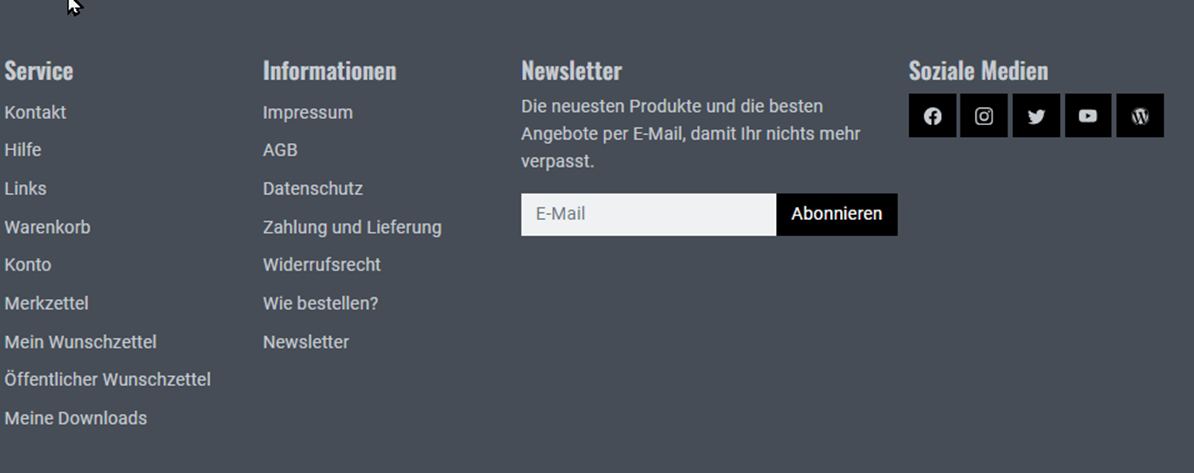 Service
Kontakt
Hilfe
Links
Warenkorb
Konto
Merkzettel
Mein Wunschzettel
Öffentlicher Wunschzettel
Meine Downloads
Informationen
Impressum
AGB
Datenschutz
Zahlung und Lieferung
Widerrufsrecht
Wie bestellen?
Newsletter
Newsletter
Die neuesten Produkte und die besten
Angebote per E-Mail, damit Ihr nichts mehr
verpasst.
E-Mail
Abonnieren
Soziale Medien